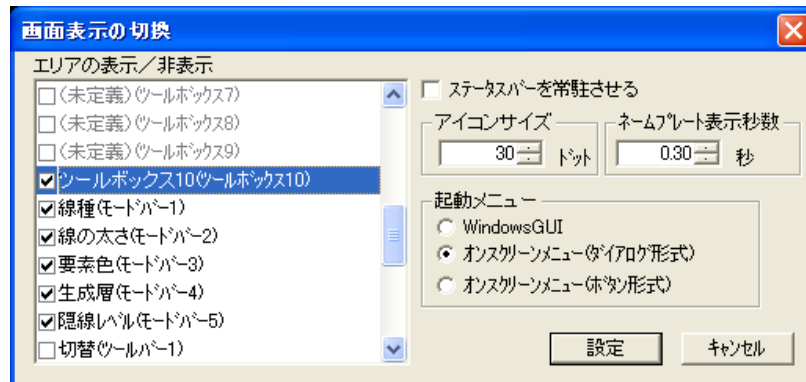 画面表示の切換
エリアの表示／非表示
(未定義)(ﾂｰﾙﾎﾞｯｸｽ7)
(未定義)(ﾂｰﾙﾎﾞｯｸｽ8)
(未定義)(ﾂｰﾙﾎﾞｯｸｽ9)
ツールボックス10(ﾂｰﾙﾎﾞｯｸｽ10)
線種(ﾓｰﾄﾞﾊﾞｰ1)
線の太さ(ﾓｰﾄﾞﾊﾞｰ2)
要素色(ﾓｰﾄﾞﾊﾞｰ3)
生成層(ﾓｰﾄﾞﾊﾞｰ4)
隠線ﾚﾍﾞﾙ(ﾓｰﾄﾞﾊﾞｰ5)
切替(ﾂｰﾙﾊﾞｰ1)
ｽﾃｰﾀｽﾊﾞｰを常駐させる
アイコンサイズ
30 ﾄﾞｯﾄ
ﾈｰﾑﾌﾟﾚｰﾄ表示秒数
0.30 秒
起動メニュー
WindowsGUI
ｵﾝｽｸﾘｰﾝﾒﾆｭｰ(ﾀﾞｲｱﾛｸﾞ形式)
ｵﾝｽｸﾘｰﾝﾒﾆｭｰ(ﾎﾞﾀﾝ形式)
設定
ｷｬﾝｾﾙ